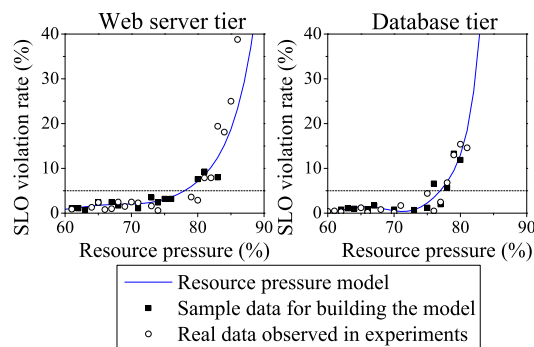 Web server tier
Database tier
SLO violation rate (%)
40
30
20
10
0
60
70
80
90
Resource pressure (%)
SLO violation rate (%)
40
30
20
10
0
60
70
80
90
Resource pressure (%)
Resource pressure model
Sample data for building the model
Real data observed in experiments